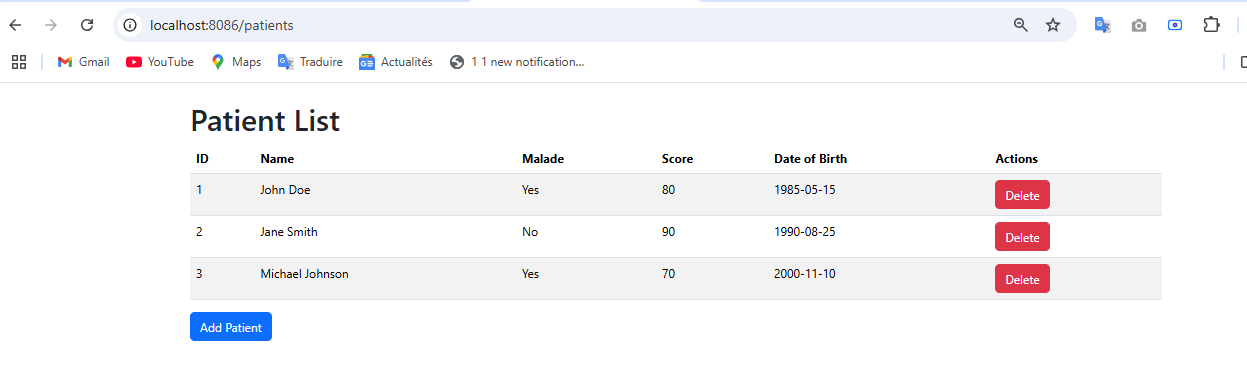 localhost:8086/patients
Gmail YouTube Maps Traduire Actualités 1 1 new notification...
Patient List
ID Name Malade Score Date of Birth Actions
1 John Doe Yes 80 1985-05-15 Delete
2 Jane Smith No 90 1990-08-25 Delete
3 Michael Johnson Yes 70 2000-11-10 Delete
Add Patient